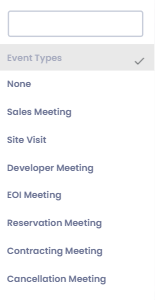 Event Types
None
Sales Meeting
Site Visit
Developer Meeting
EOI Meeting
Reservation Meeting
Contracting Meeting
Cancellation Meeting